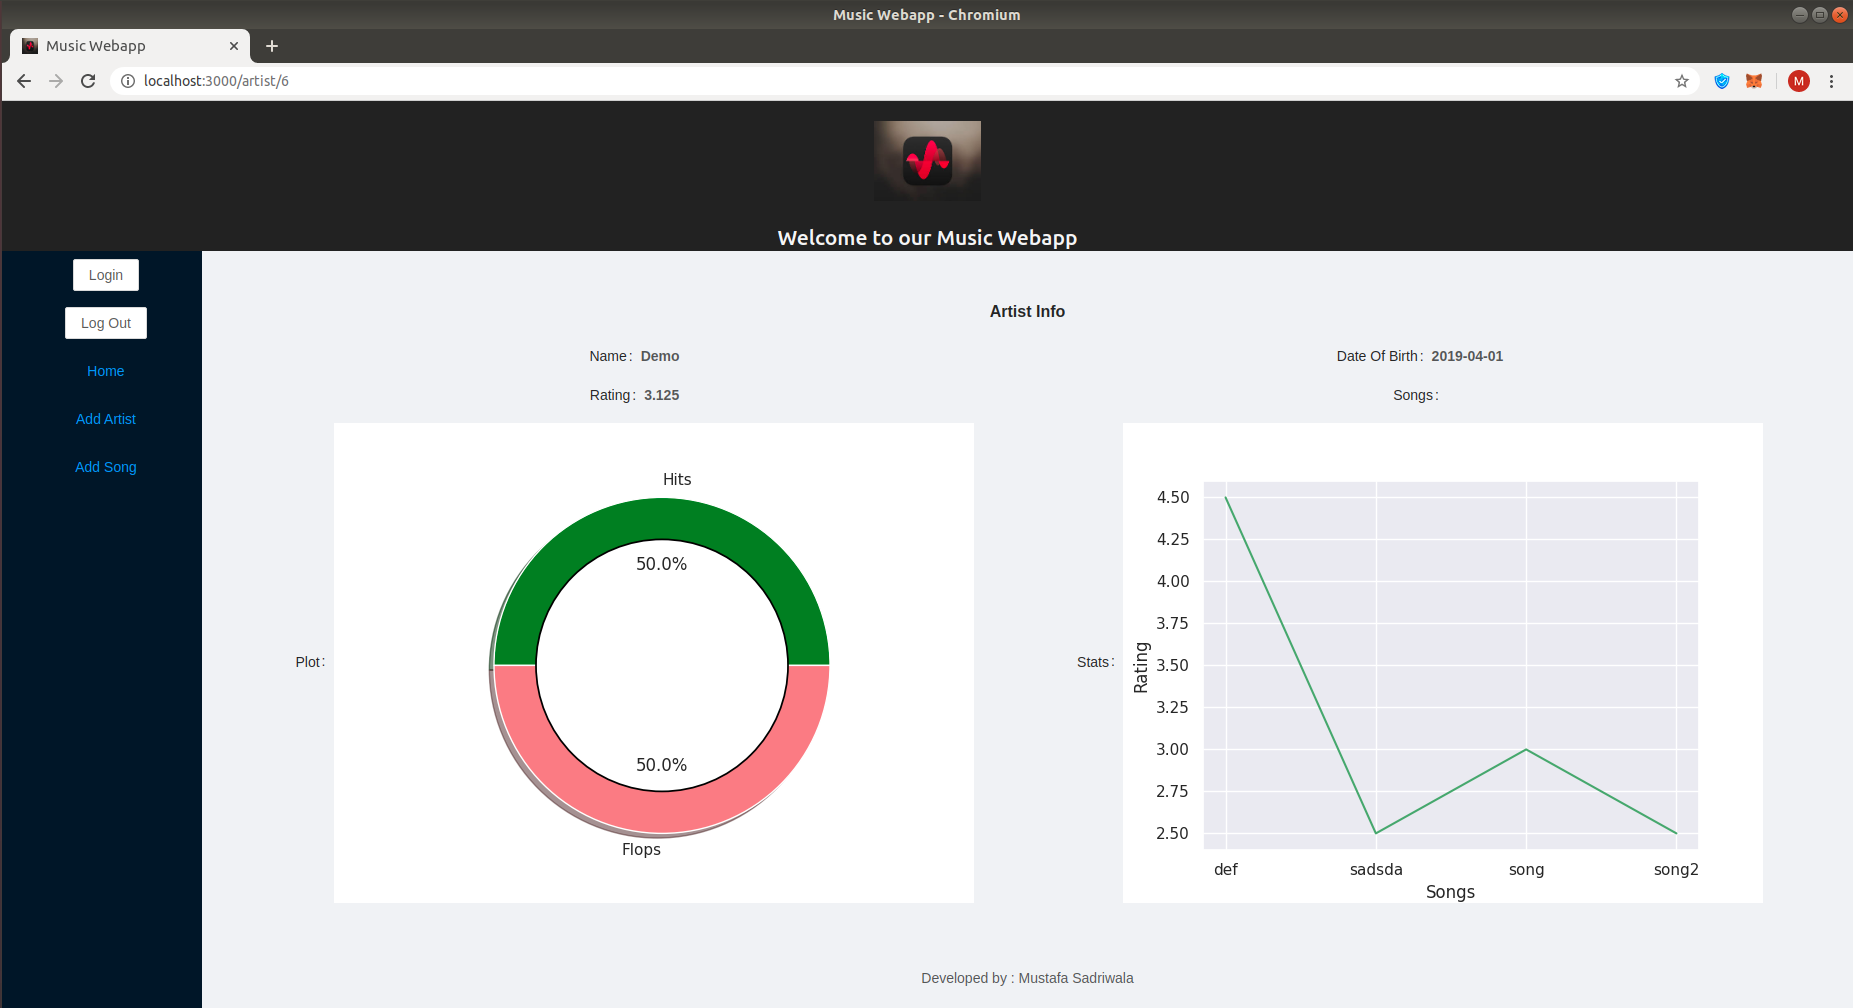 Music Webapp - Chromium
Music Webapp
localhost:3000/artist/6
M
Welcome to our Music Webapp
Login
Log Out
Home
Add Artist
Add Song
Artist Info
Name: Demo
Date Of Birth: 2019-04-01
Rating: 3.125
Songs:
Plot:
Hits
50.0%
50.0%
Flops
Stats:
Rating
4.50
4.25
4.00
3.75
3.50
3.25
3.00
2.75
2.50
def sadsda song song2
Songs
Developed by : Mustafa Sadriwala